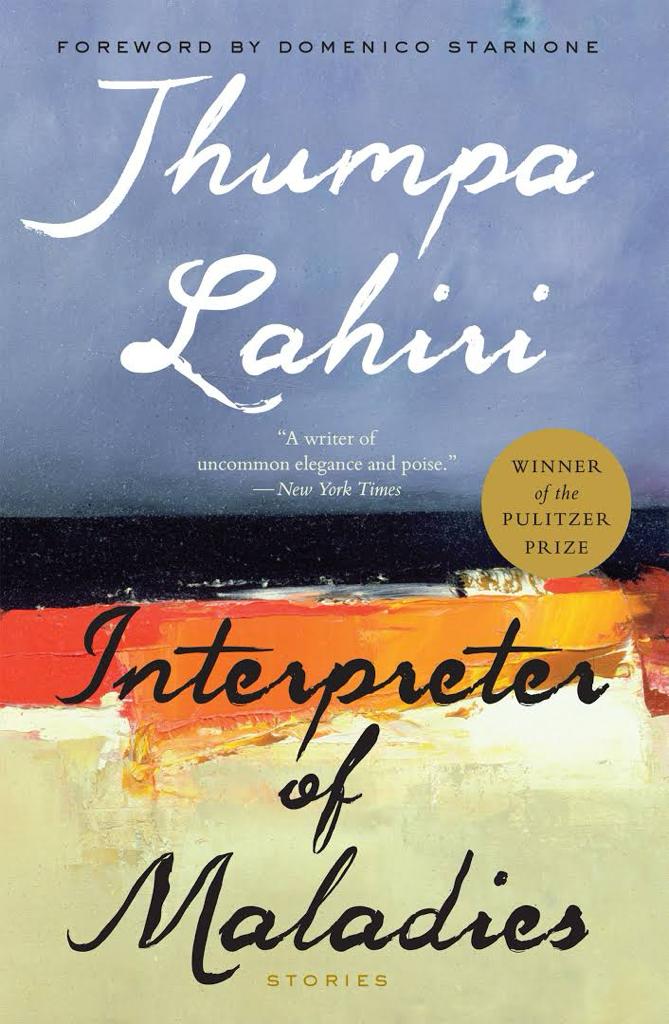 FOREWORD BY DOMENICO STARNONE
Jhumpa
Lahiri
“A writer of
uncommon elegance and poise.”
—New York Times
WINNER
of the
PULITZER
PRIZE
Interpreter
of
Maladies
STORIES